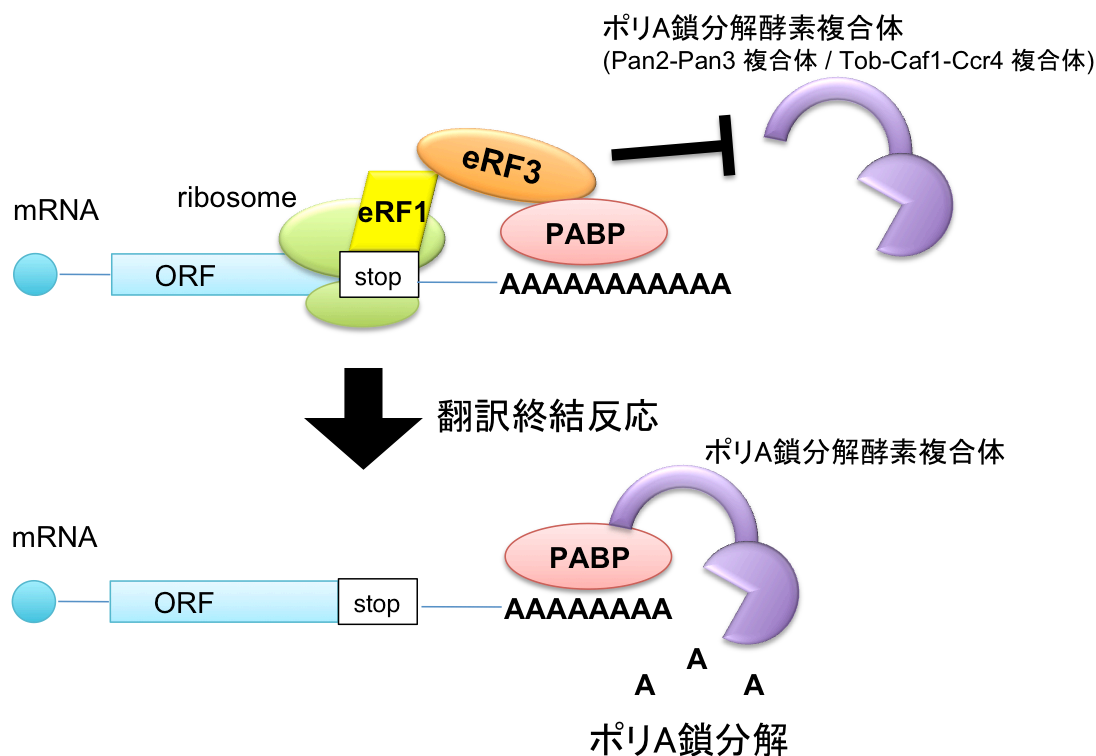 ポリA鎖分解酵素複合体
(Pan2-Pan3 複合体 / Tob-Caf1-Ccr4 複合体)
eRF3
ribosome
mRNA
eRF1
PABP
ORF
stop
AAAAAAAAAAA
翻訳終結反応
ポリA鎖分解酵素複合体
mRNA
PABP
ORF
stop
AAAAAAAA
A
A
A
ポリA鎖分解